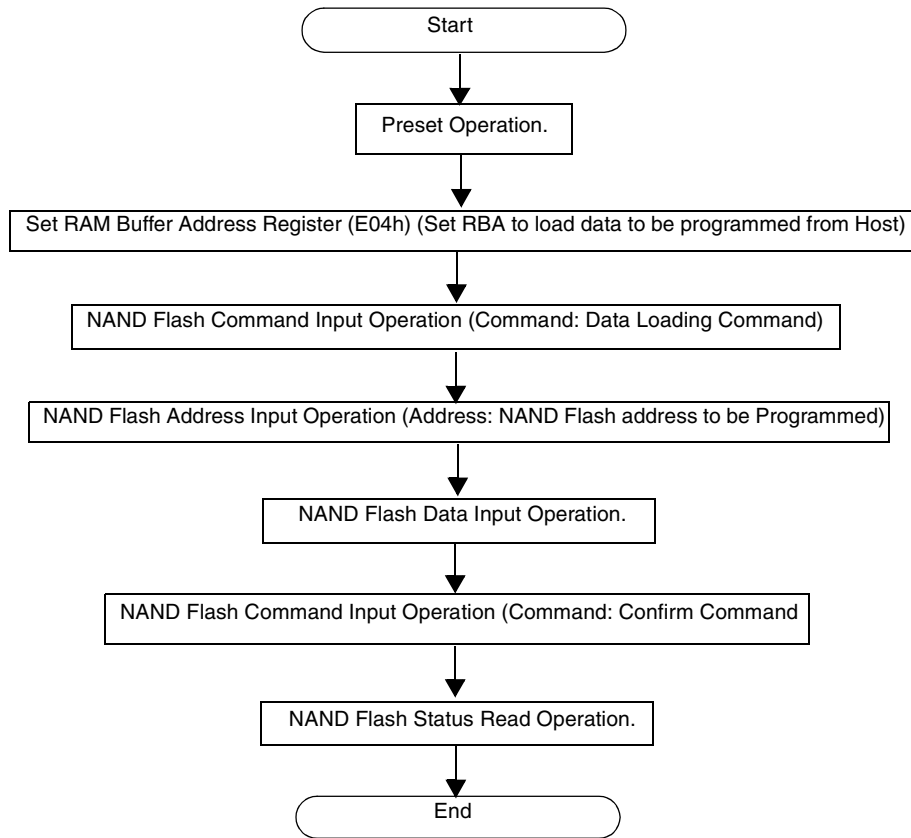 Start
Preset Operation.
Set RAM Buffer Address Register (E04h) (Set RBA to load data to be programmed from Host)
NAND Flash Command Input Operation (Command: Data Loading Command)
NAND Flash Address Input Operation (Address: NAND Flash address to be Programmed)
NAND Flash Data Input Operation.
NAND Flash Command Input Operation (Command: Confirm Command
NAND Flash Status Read Operation.
End